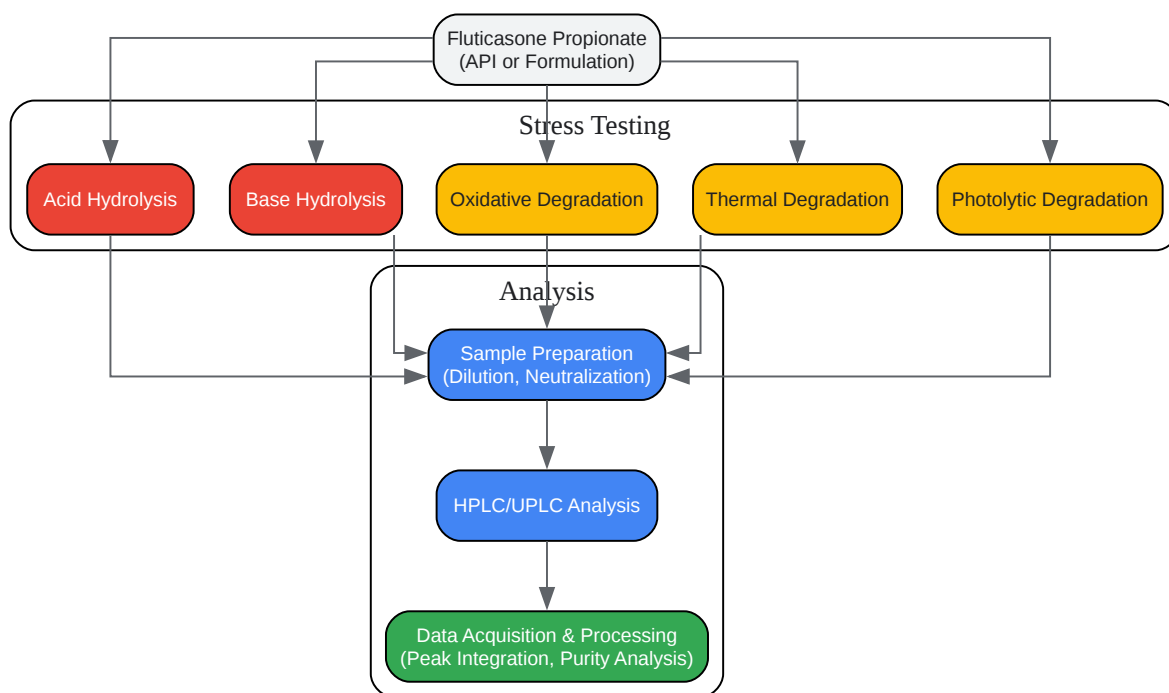 Fluticasone Propionate
(API or Formulation)
Stress Testing
Acid Hydrolysis
Base Hydrolysis
Oxidative Degradation
Thermal Degradation
Photolytic Degradation
Analysis
Sample Preparation
(Dilution, Neutralization)
HPLC/UPLC Analysis
Data Acquisition & Processing
(Peak Integration, Purity Analysis)